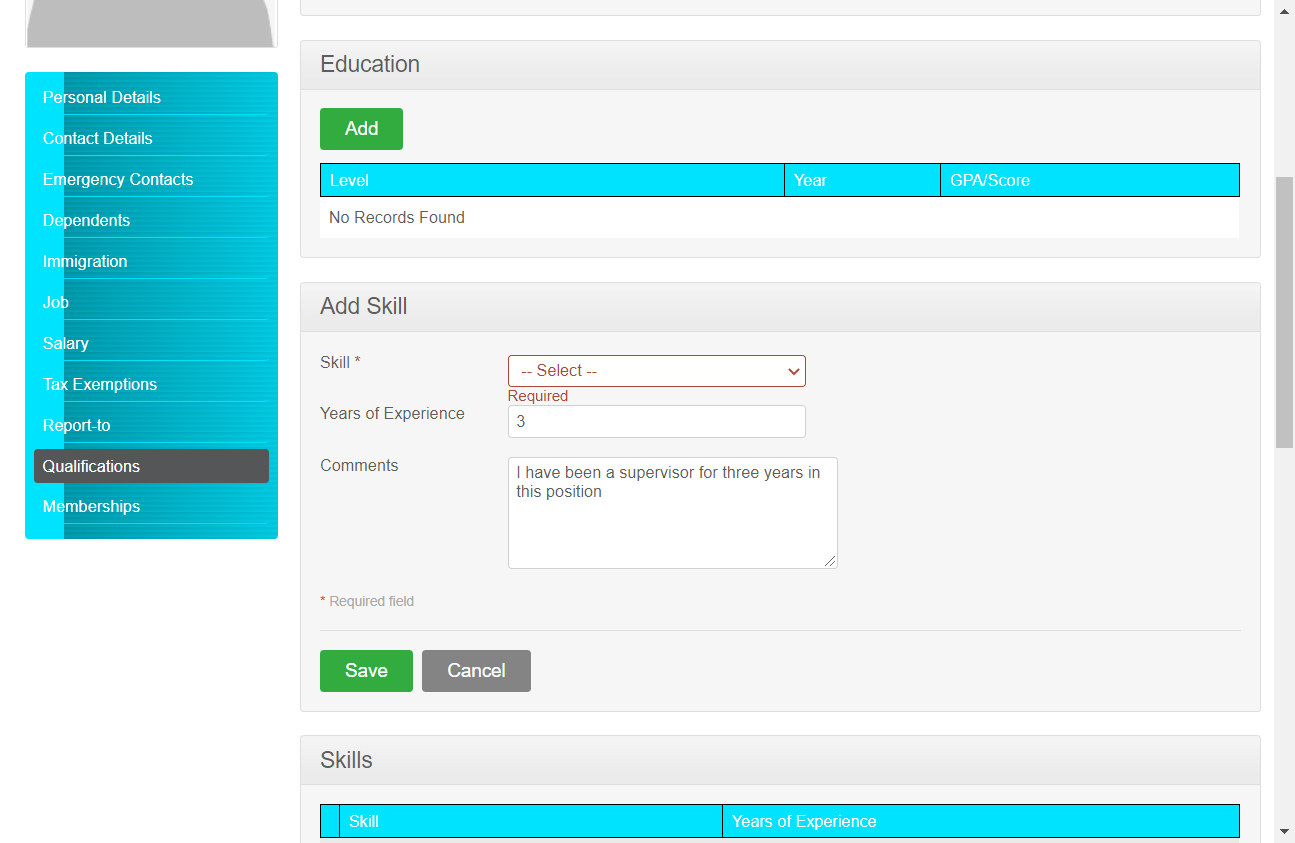 Personal Details
Contact Details
Emergency Contacts
Dependents
Immigration
Job
Salary
Tax Exemptions
Report-to
Qualifications
Memberships
Education
Add
Level Year GPA/Score
No Records Found
Add Skill
Skill *
-- Select --
Required
Years of Experience
3
Comments
I have been a supervisor for three years in
this position
* Required field
Save Cancel
Skills
Skill Years of Experience